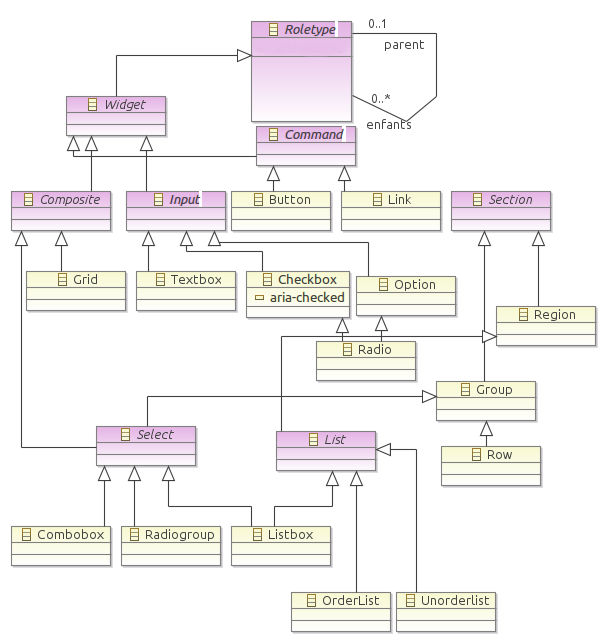 Roletype
0..1
parent
0..*
enfants
Widget
Command
Composite
Input
Button
Link
Section
Grid
Textbox
Checkbox
aria-checked
Option
Region
Radio
Group
Select
List
Row
Combobox
Radiogroup
Listbox
OrderList
Unorderlist